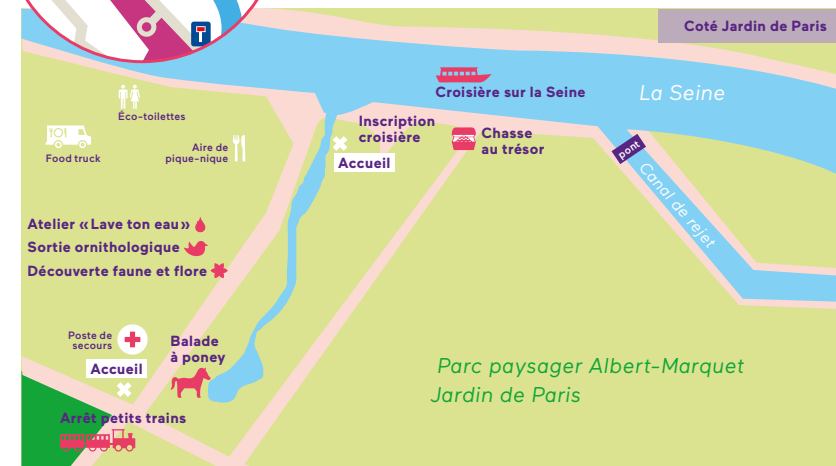 Coté Jardin de Paris
Croisière sur la Seine
La Seine
Éco-toilettes
Food truck
Aire de
pique-nique
Inscription
croisière
Accueil
Chasse
au trésor
pont
Canal de rejet
Atelier «Lave ton eau»
Sortie ornithologique
Découverte faune et flore
Poste de
secours
Accueil
Balade
à poney
Arrêt petits trains
Parc paysager Albert-Marquet
Jardin de Paris